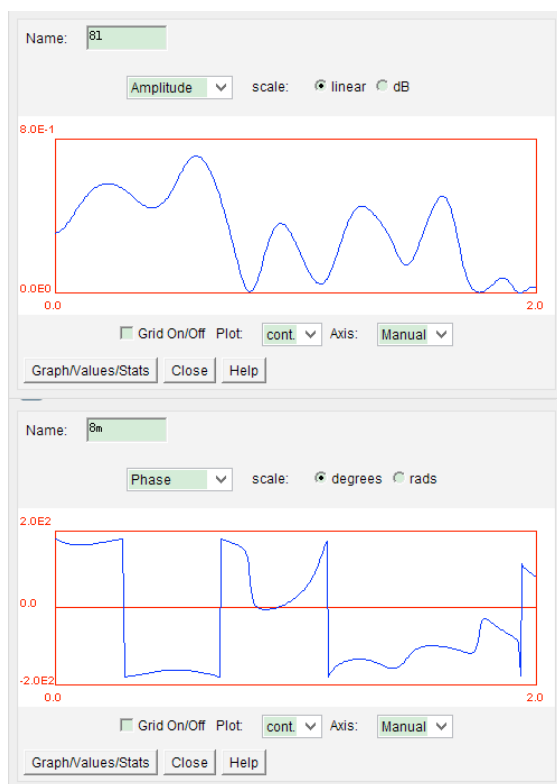 Name: 81
Amplitude scale: linear dB
8.0E-1
0.0E0
0.0 2.0
Grid On/Off Plot: cont. Axis: Manual
Graph/Values/Stats Close Help
Name: 8m
Phase scale: degrees rads
2.0E2
0.0
-2.0E2
0.0 2.0
Grid On/Off Plot: cont. Axis: Manual
Graph/Values/Stats Close Help